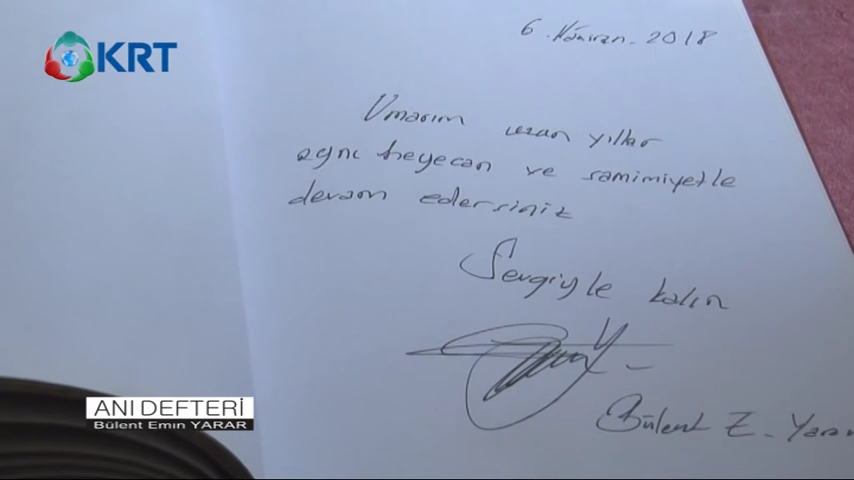 KRT
6. Haziran. 2018
Umarım uzun yıllar
aynı heyecan ve samimiyetle
devam edersiniz
Sevgiyle kalın
Bülent E. Yarar
ANI DEFTERİ
Bülent Emin YARAR